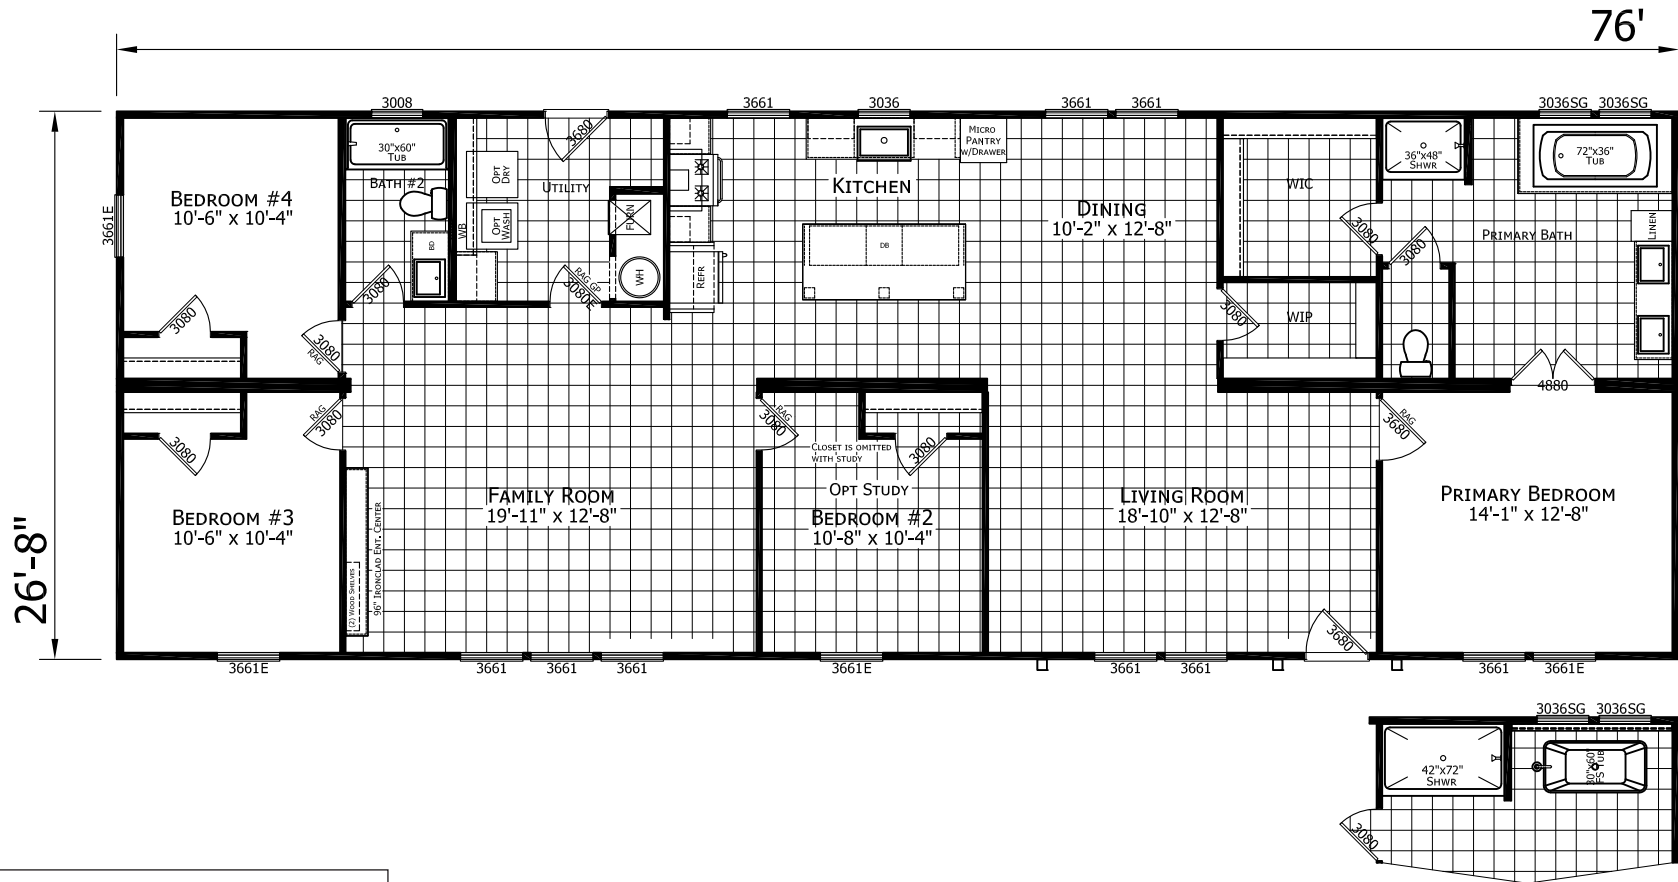 76'
26'-8"
3008
3661
3036
3661
3661
3036SG
3036SG
3661E
Bedroom #4
10'-6" x 10'-4"
3080
3080
RAG
30"x60"
Tub
Bath #2
BD
3080
3680
Opt
Dry
Opt
Wash
WB
Utility
FURN
WH
RAG GP
3080E
Refr
Kitchen
DB
Micro
Pantry
w/Drawer
Dining
10'-2" x 12'-8"
WIC
3080
WIP
3080
36"x48"
Shwr
3080
72"x36"
Tub
Linen
Primary Bath
4880
3080
RAG
3080
Bedroom #3
10'-6" x 10'-4"
(2) Wood Shelves
96" Ironclad Ent. Center
Family Room
19'-11" x 12'-8"
RAG
3080
3080
Closet is omitted
with study
Opt Study
Bedroom #2
10'-8" x 10'-4"
Living Room
18'-10" x 12'-8"
3680
RAG
3680
Primary Bedroom
14'-1" x 12'-8"
3661E
3661
3661
3661
3661E
3661
3661
3661
3661E
3036SG
3036SG
42"x72"
Shwr
30"x60"
FS Tub
3080